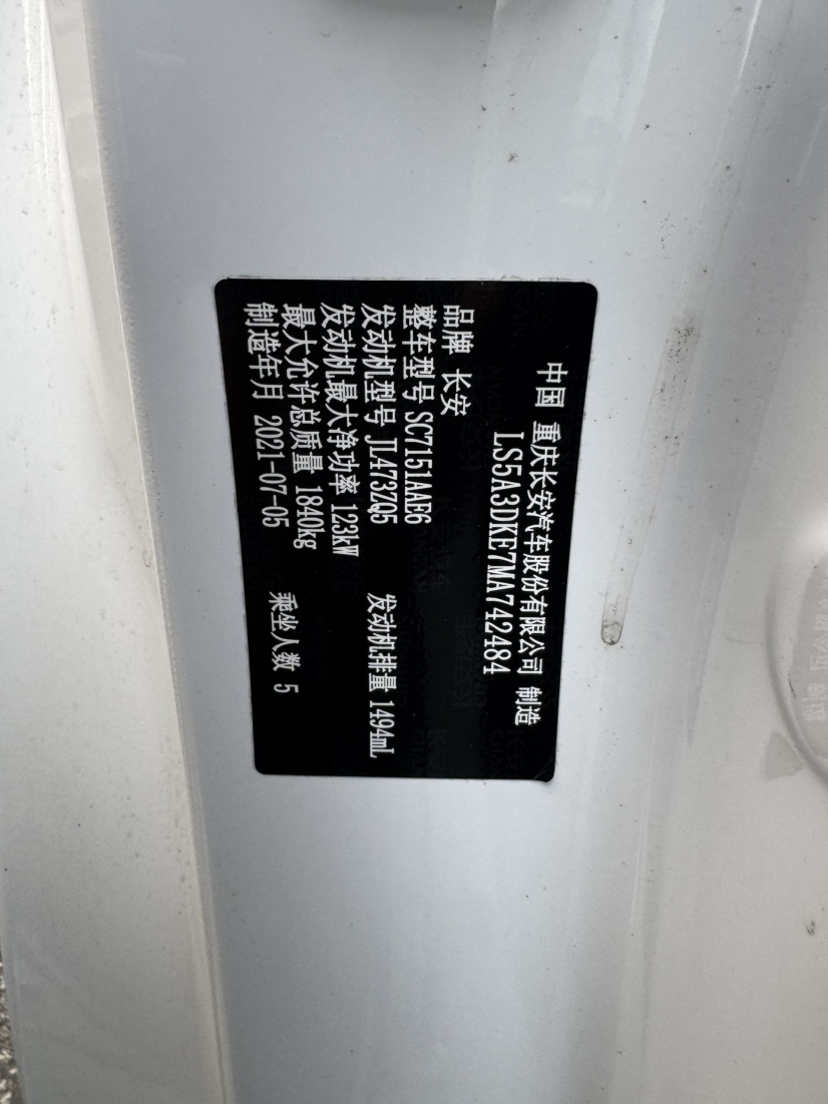 中国 重庆长安汽车股份有限公司 制造
LS5A3DKE7MA742484
品牌 长安
整车型号 SC7151AAE6
发动机型号 JL473ZQ5 发动机排量 1494mL
发动机最大净功率 123kW
最大允许总质量 1840kg
制造年月 2021-07-05 乘坐人数 5